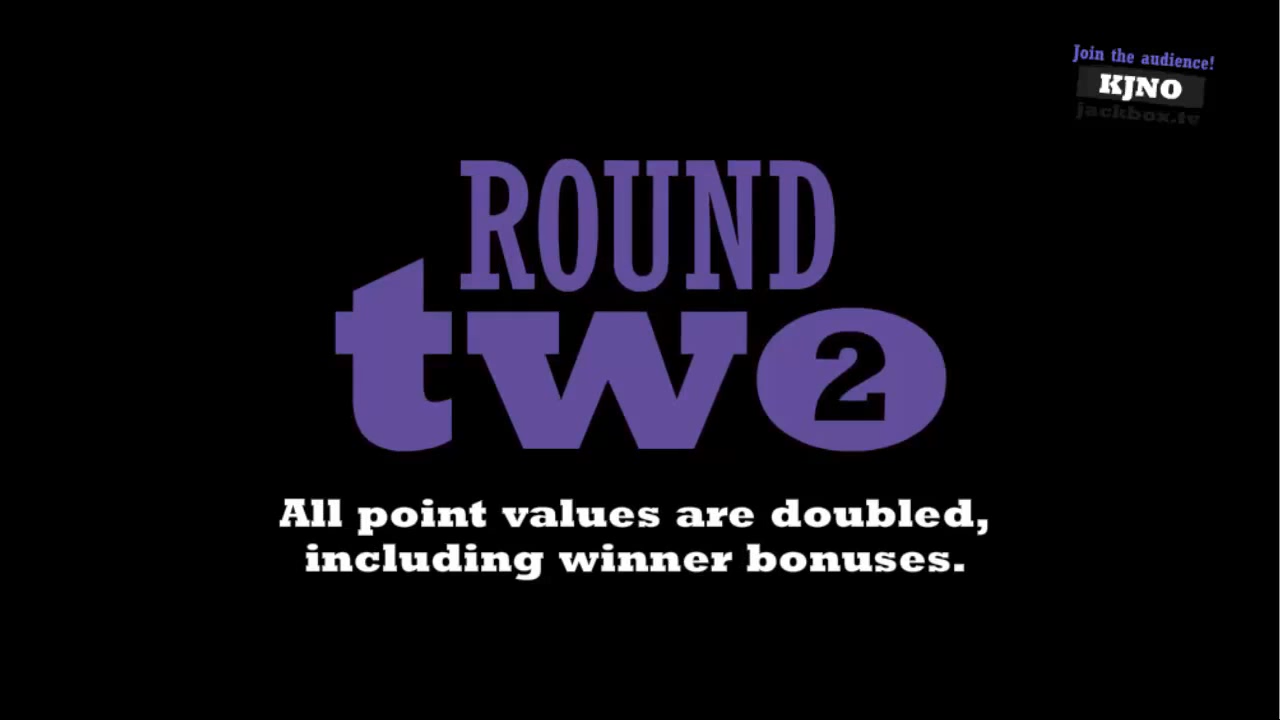 Join the audience!
KJNO
jackbox.tv
ROUND
two
2
All point values are doubled,
including winner bonuses.